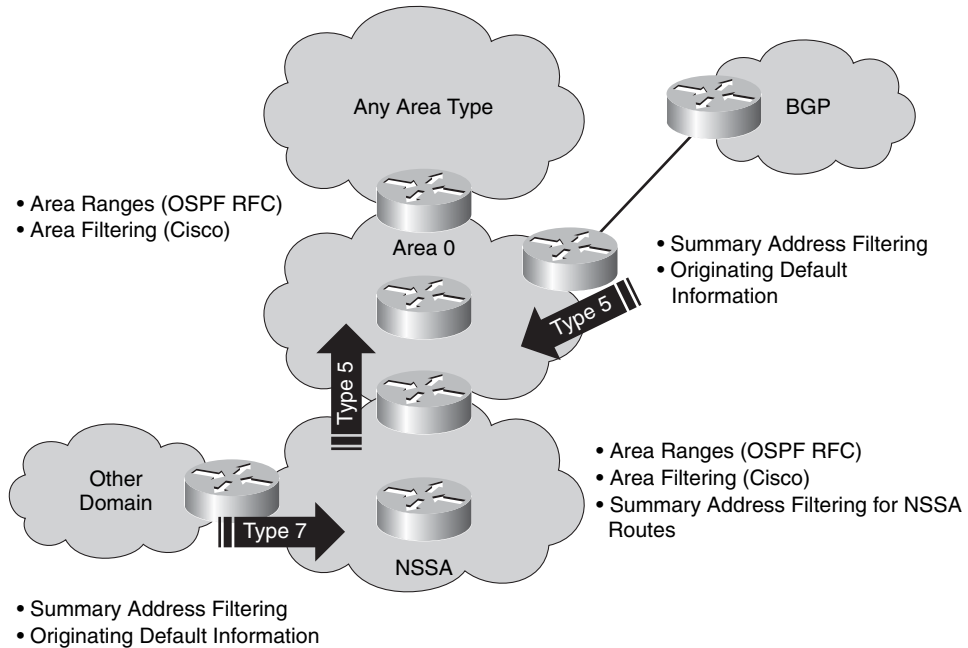 Any Area Type
BGP
• Area Ranges (OSPF RFC)
• Area Filtering (Cisco)
Area 0
• Summary Address Filtering
• Originating Default
Information
Type 5
Type 5
• Area Ranges (OSPF RFC)
• Area Filtering (Cisco)
• Summary Address Filtering for NSSA
Routes
Other
Domain
Type 7
NSSA
• Summary Address Filtering
• Originating Default Information